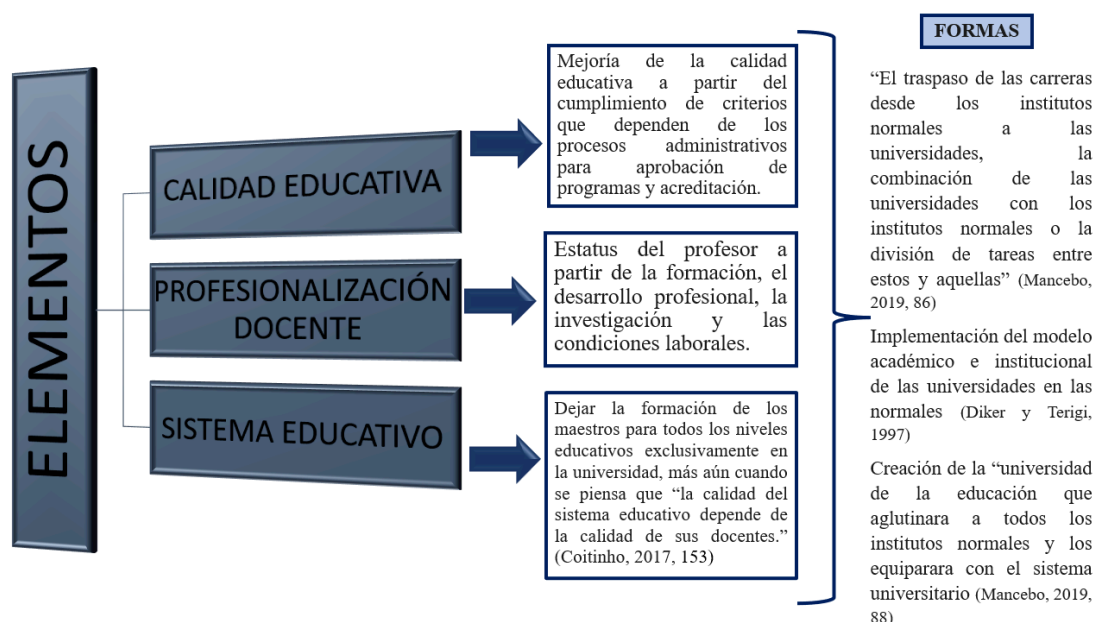 ELEMENTOS
CALIDAD EDUCATIVA
Mejoría de la calidad
educativa a partir del
cumplimiento de criterios
que dependen de los
procesos administrativos
para aprobación de
programas y acreditación.
PROFESIONALIZACIÓN
DOCENTE
Estatus del profesor a
partir de la formación, el
desarrollo profesional, la
investigación y las
condiciones laborales.
SISTEMA EDUCATIVO
Dejar la formación de los
maestros para todos los niveles
educativos exclusivamente en
la universidad, más aún cuando
se piensa que “la calidad del
sistema educativo depende de
la calidad de sus docentes.”
(Coitinho, 2017, 153)
FORMAS
“El traspaso de las carreras
desde los institutos
normales a las
universidades, la
combinación de las
universidades con los
institutos normales o la
división de tareas entre
estos y aquellas” (Mancebo,
2019, 86)
Implementación del modelo
académico e institucional
de las universidades en las
normales (Diker y Terigi,
1997)
Creación de la “universidad
de la educación que
aglutinara a todos los
institutos normales y los
equiparara con el sistema
universitario (Mancebo, 2019,
88)